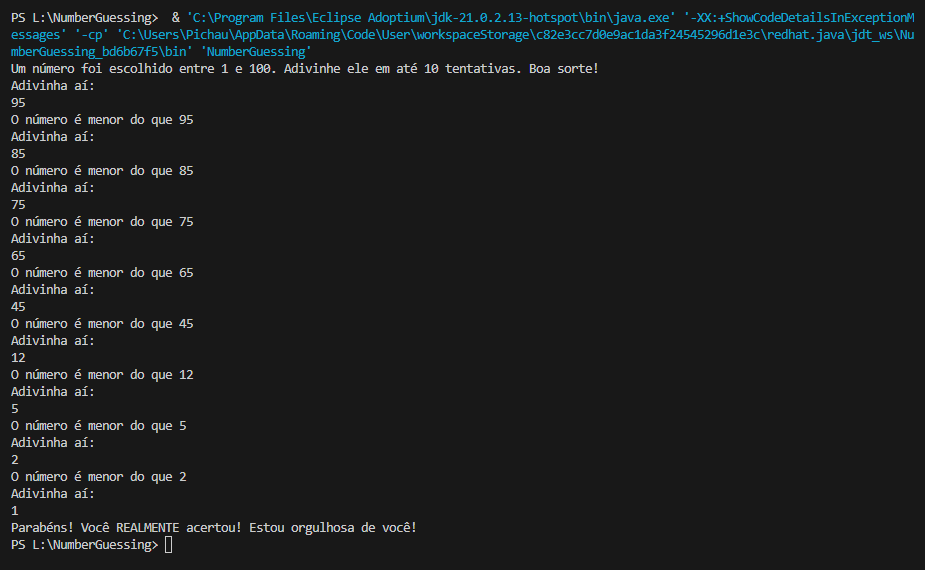 PS L:\NumberGuessing>  & 'C:\Program Files\Eclipse Adoptium\jdk-21.0.2.13-hotspot\bin\java.exe' '-XX:+ShowCodeDetailsInExceptionM
essages' '-cp' 'C:\Users\Pichau\AppData\Roaming\Code\User\workspaceStorage\c82e3cc7d0e9ac1da3f24545296d1e3c\redhat.java\jdt_ws\Nu
mberGuessing_bd6b67f5\bin' 'NumberGuessing'
Um número foi escolhido entre 1 e 100. Adivinhe ele em até 10 tentativas. Boa sorte!
Adivinha aí:
95
O número é menor do que 95
Adivinha aí:
85
O número é menor do que 85
Adivinha aí:
75
O número é menor do que 75
Adivinha aí:
65
O número é menor do que 65
Adivinha aí:
45
O número é menor do que 45
Adivinha aí:
12
O número é menor do que 12
Adivinha aí:
5
O número é menor do que 5
Adivinha aí:
2
O número é menor do que 2
Adivinha aí:
1
Parabéns! Você REALMENTE acertou! Estou orgulhosa de você!
PS L:\NumberGuessing>